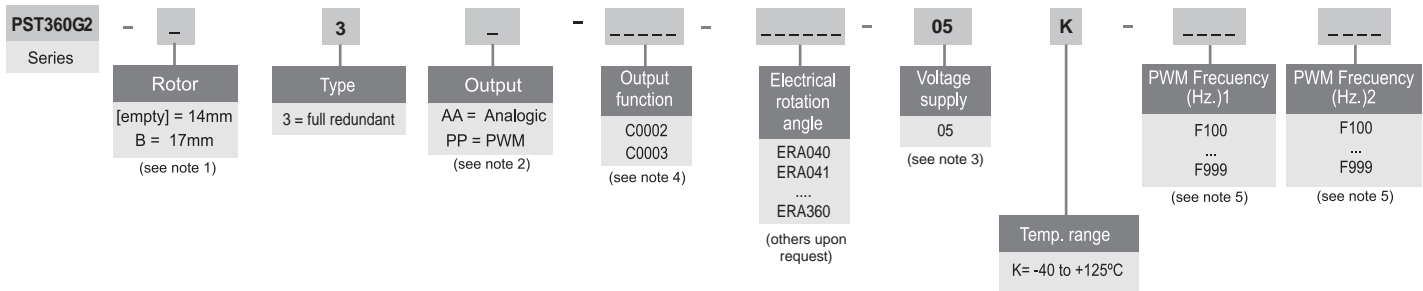 PST360G2 – _ 3 _ - _ _ _ _ _ – _ _ _ _ _ _ – 05 K – _ _ _ _ _ _ _ _
Series
Rotor
[empty] = 14mm
B = 17mm
(see note 1)
Type
3 = full redundant
Output
AA = Analogic
PP = PWM
(see note 2)
Output
function
C0002
C0003
(see note 4)
Electrical
rotation
angle
ERA040
ERA041
....
ERA360
(others upon
request)
Voltage
supply
05
(see note 3)
Temp. range
K= -40 to +125ºC
PWM Frecuency
(Hz.)1
F100
...
F999
(see note 5)
PWM Frecuency
(Hz.)2
F100
...
F999
(see note 5)